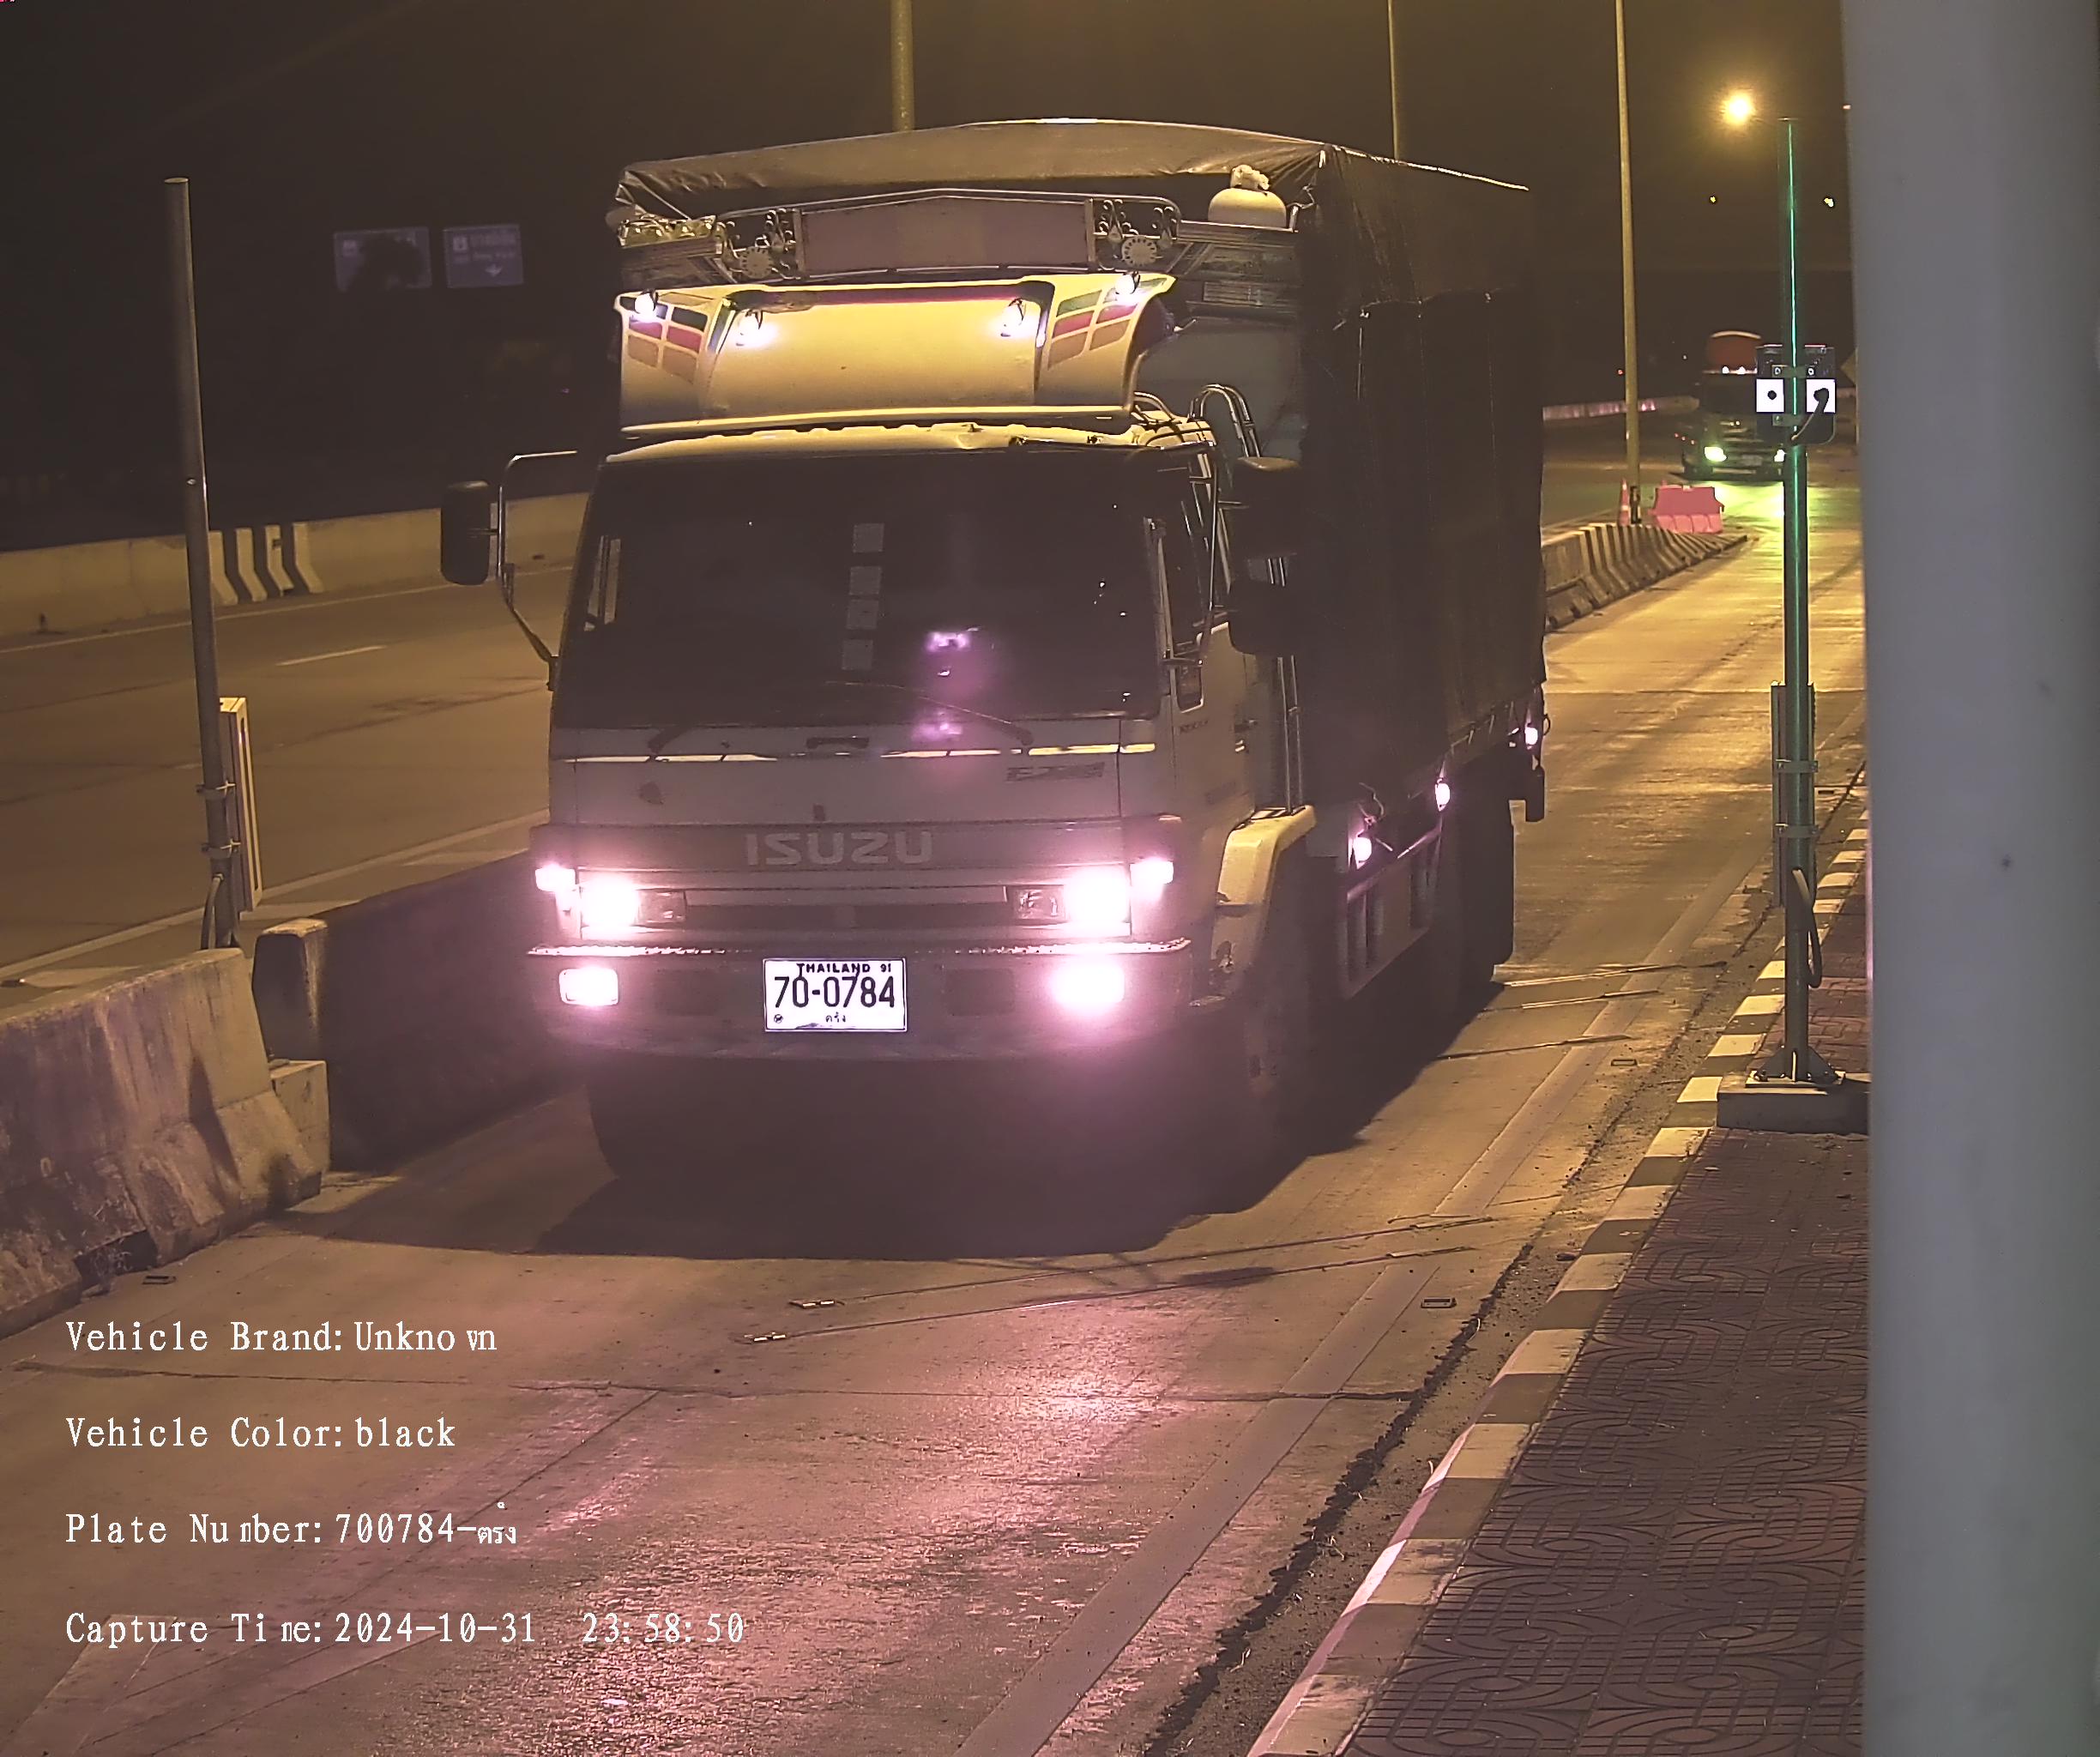 ISUZU
THAILAND 91
70-0784
ตรัง
Vehicle Brand:Unknown
Vehicle Color:black
Plate Number:700784-ตรัง
Capture Time:2024-10-31 23:58:50